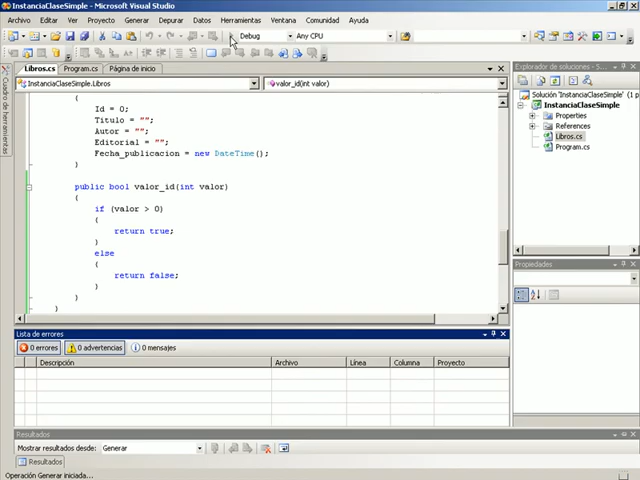 InstanciaClaseSimple - Microsoft Visual Studio
Archivo Editar Ver Proyecto Generar Depurar Datos Herramientas Ventana Comunidad Ayuda
Debug Any CPU
Libros.cs Program.cs Página de inicio
InstanciaClaseSimple.Libros valor_id(int valor)
{
Id = 0;
Titulo = "";
Autor = "";
Editorial = "";
Fecha_publicacion = new DateTime();
}
public bool valor_id(int valor)
{
if (valor > 0)
{
return true;
}
else
{
return false;
}
}
}
Cuadro de herramientas
Explorador de soluciones - InstanciaClaseSimple
Solución "InstanciaClaseSimple" (1 p
InstanciaClaseSimple
Properties
References
Libros.cs
Program.cs
Propiedades
Lista de errores
0 errores 0 advertencias 0 mensajes
Descripción Archivo Línea Columna Proyecto
Resultados
Mostrar resultados desde: Generar
Resultados
Operación Generar iniciada...